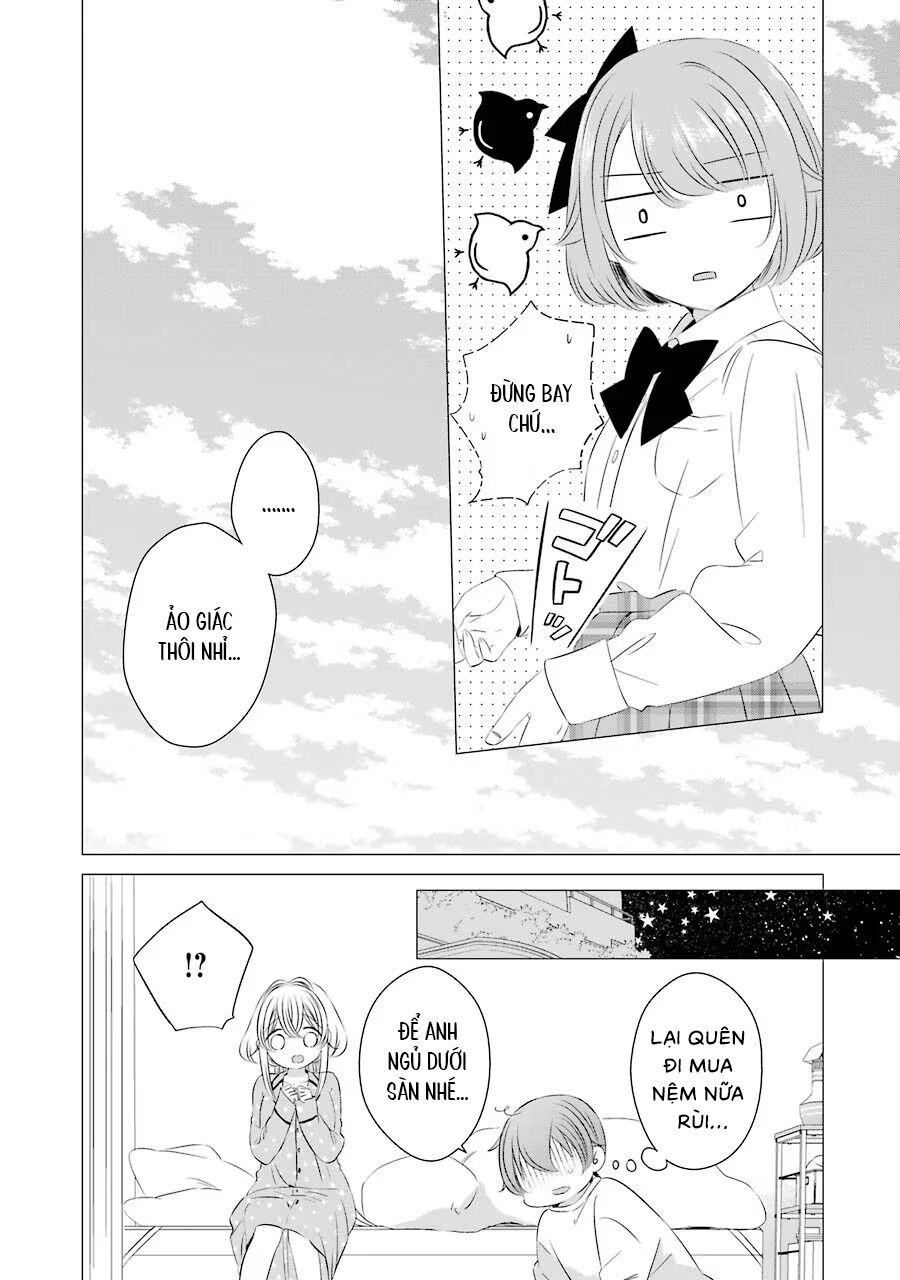 ĐỪNG BAY
CHỨ...
ゴトッ
.......
ẢO GIÁC
THÔI NHỈ...
LẠI QUÊN
ĐI MUA
NỆM NỮA
RÙI...
ĐỂ ANH
NGỦ DƯỚI
SÀN NHÉ...
!?